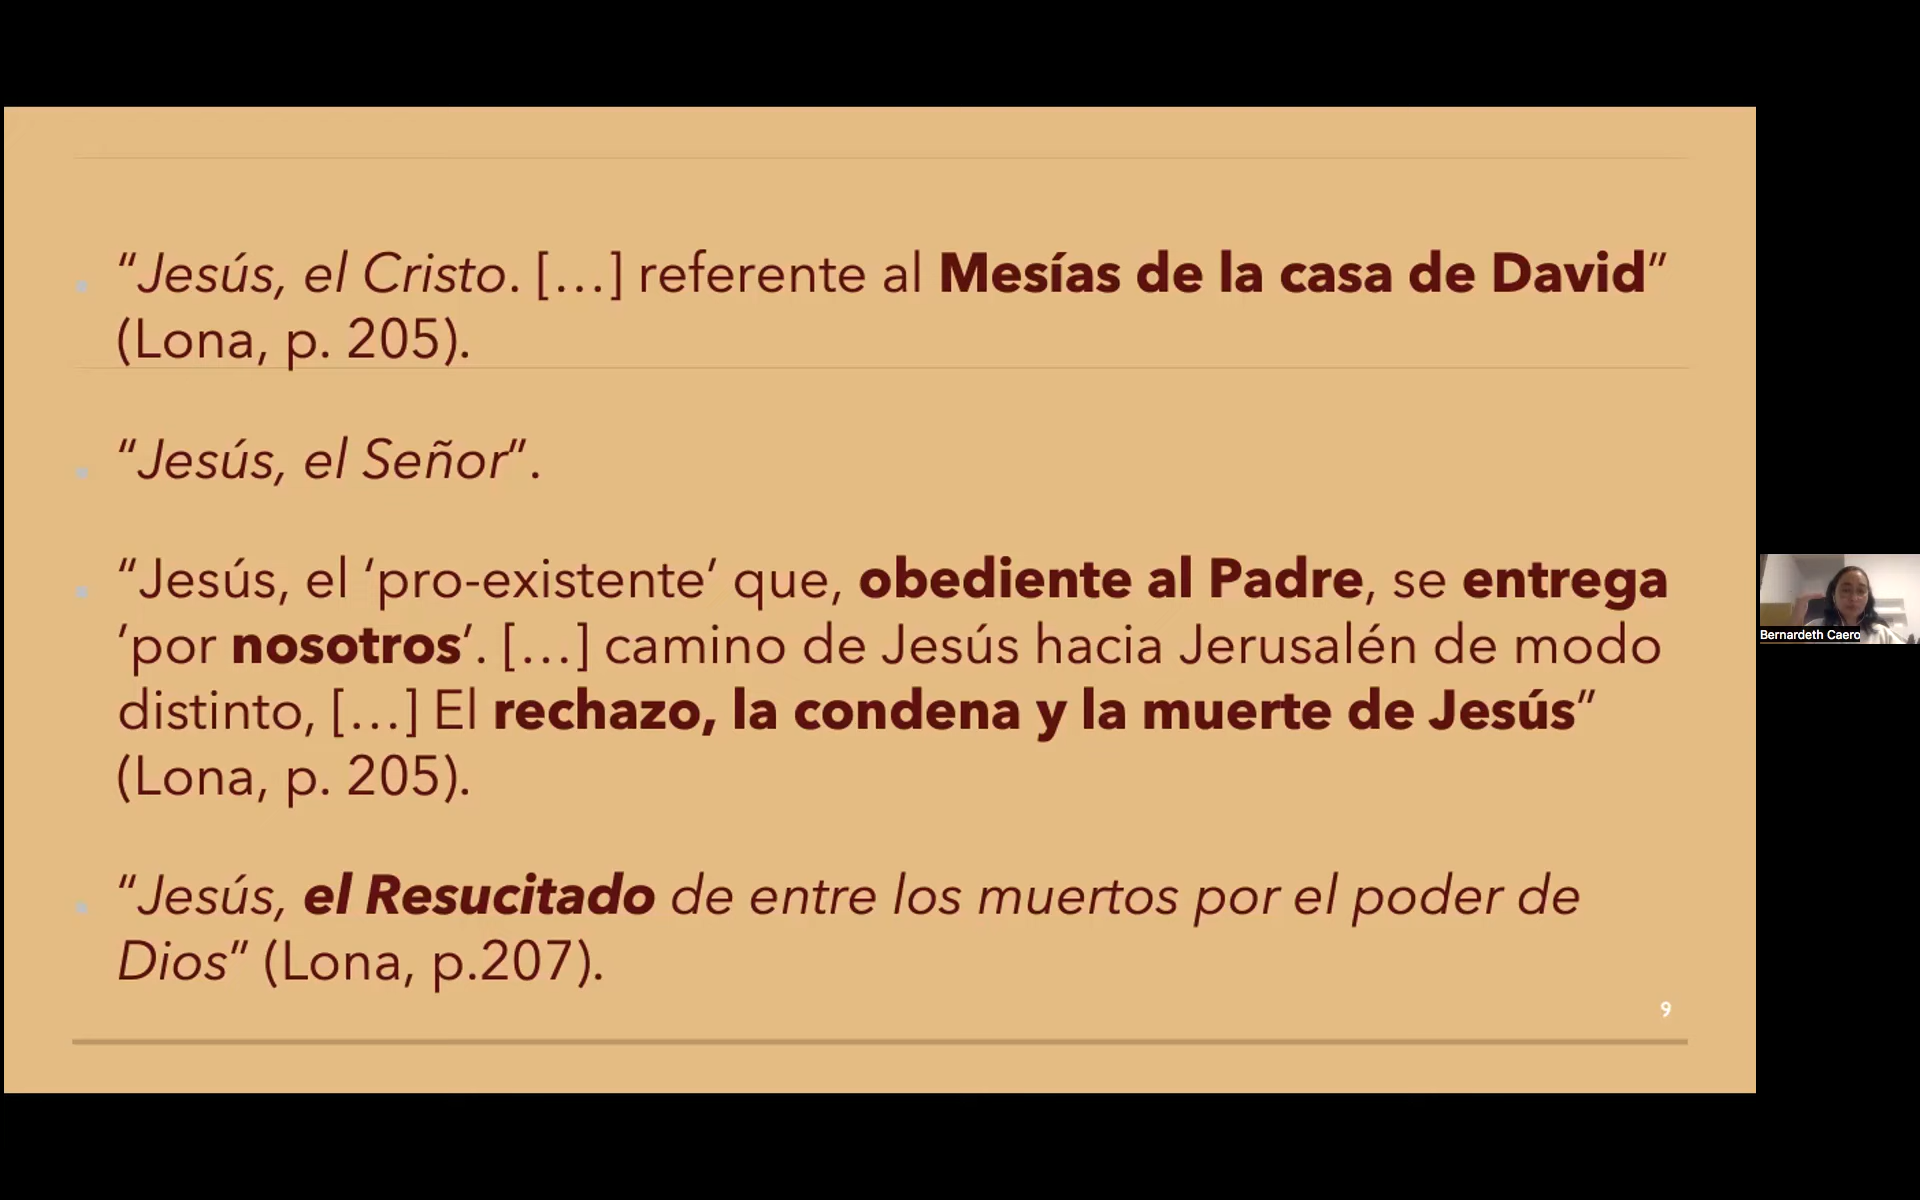 “Jesús, el Cristo. […] referente al Mesías de la casa de David”
(Lona, p. 205).
“Jesús, el Señor”.
“Jesús, el ‘pro-existente’ que, obediente al Padre, se entrega
‘por nosotros’. […] camino de Jesús hacia Jerusalén de modo
distinto, […] El rechazo, la condena y la muerte de Jesús”
(Lona, p. 205).
“Jesús, el Resucitado de entre los muertos por el poder de
Dios” (Lona, p.207).
9
Bernardeth Caero